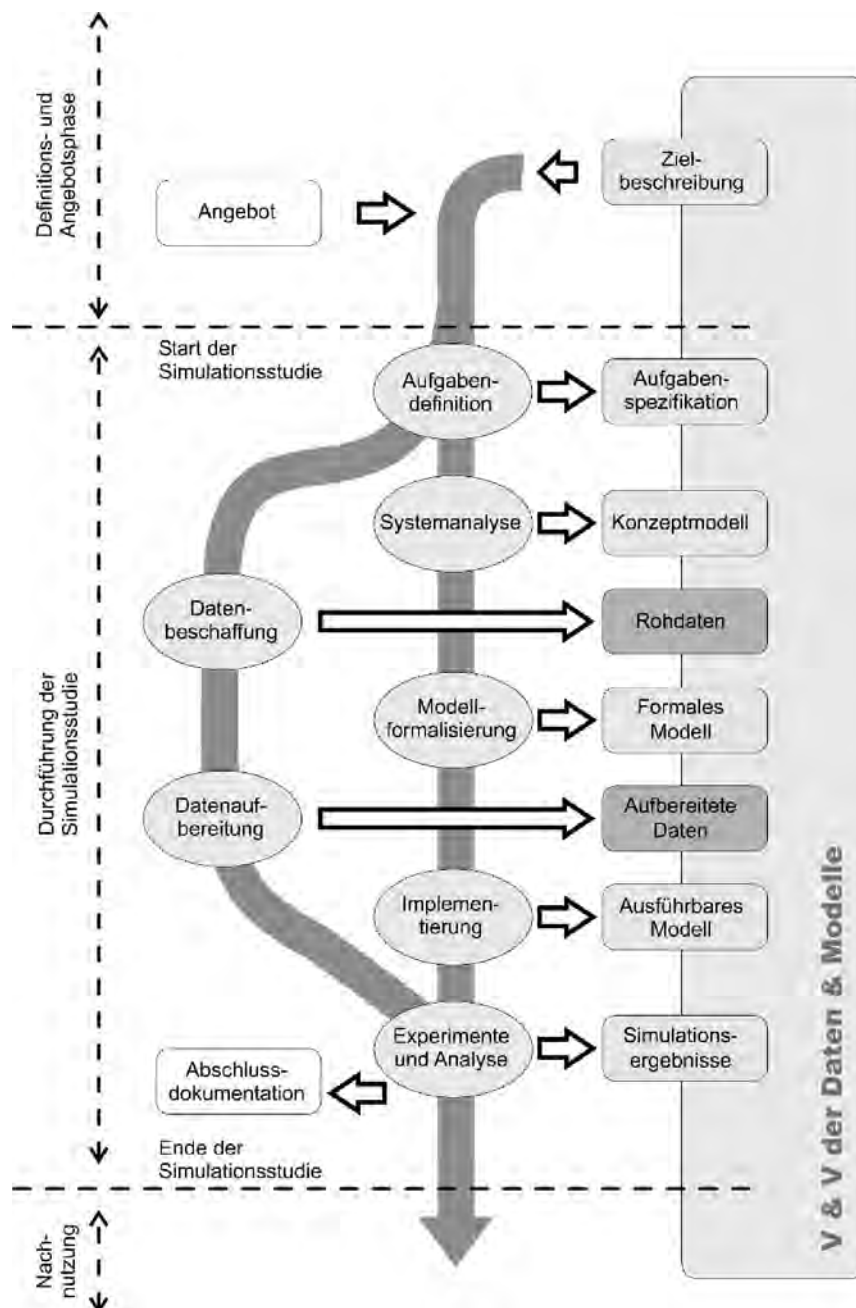 Definitions- und
Angebotsphase
Ziel-
beschreibung
Angebot
Start der
Simulationsstudie
Aufgaben-
definition
Aufgaben-
spezifikation
Systemanalyse
Konzeptmodell
Daten-
beschaffung
Rohdaten
Durchführung der
Simulationsstudie
Modell-
formalisierung
Formales
Modell
Datenauf-
bereitung
Aufbereitete
Daten
Implemen-
tierung
Ausführbares
Modell
Experimente
und Analyse
Simulations-
ergebnisse
Abschluss-
dokumentation
Ende der
Simulationsstudie
Nach-
nutzung
V & V der Daten & Modelle